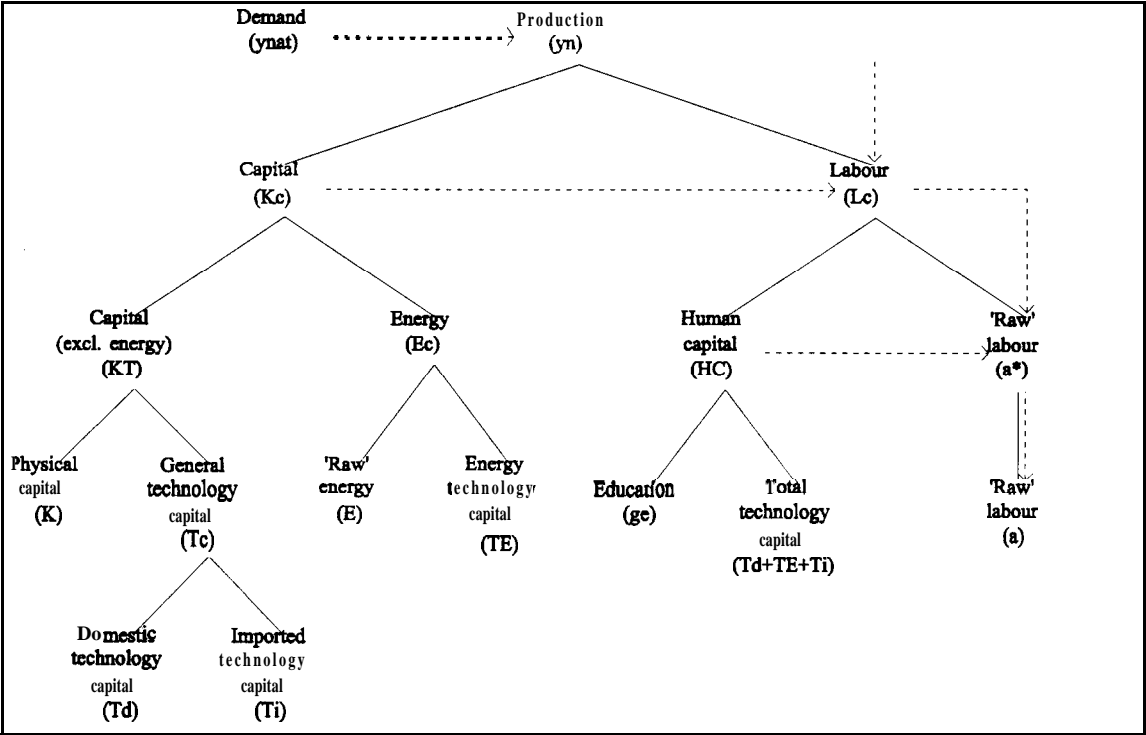 Demand
(ynat)
Production
(yn)
Capital
(Kc)
Labour
(Lc)
Capital
(excl. energy)
(KT)
Energy
(Ec)
Human
capital
(HC)
'Raw'
labour
(a*)
Physical
capital
(K)
General
technology
capital
(Tc)
'Raw'
energy
(E)
Energy
technology
capital
(TE)
Education
(ge)
Total
technology
capital
(Td+TE+Ti)
'Raw'
labour
(a)
Domestic
technology
capital
(Td)
Imported
technology
capital
(Ti)